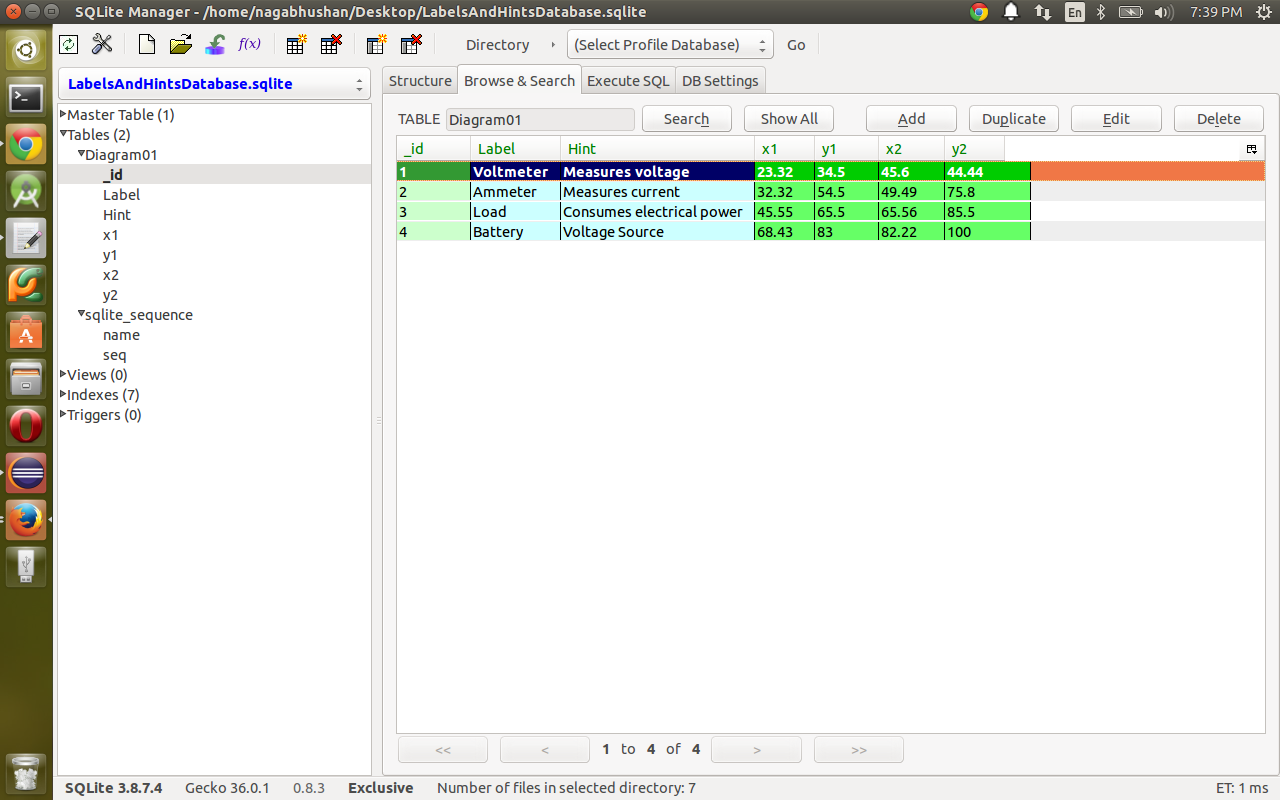 SQLite Manager - /home/nagabhushan/Desktop/LabelsAndHintsDatabase.sqlite En 7:39 PM
f(x) Directory (Select Profile Database) Go
LabelsAndHintsDatabase.sqlite
Structure Browse & Search Execute SQL DB Settings
Master Table (1)
Tables (2)
Diagram01
_id
Label
Hint
x1
y1
x2
y2
sqlite_sequence
name
seq
Views (0)
Indexes (7)
Triggers (0)
TABLE Diagram01 Search Show All Add Duplicate Edit Delete
_id Label Hint x1 y1 x2 y2
1 Voltmeter Measures voltage 23.32 34.5 45.6 44.44
2 Ammeter Measures current 32.32 54.5 49.49 75.8
3 Load Consumes electrical power 45.55 65.5 65.56 85.5
4 Battery Voltage Source 68.43 83 82.22 100
<< < 1 to 4 of 4 > >>
SQLite 3.8.7.4 Gecko 36.0.1 0.8.3 Exclusive Number of files in selected directory: 7 ET: 1 ms